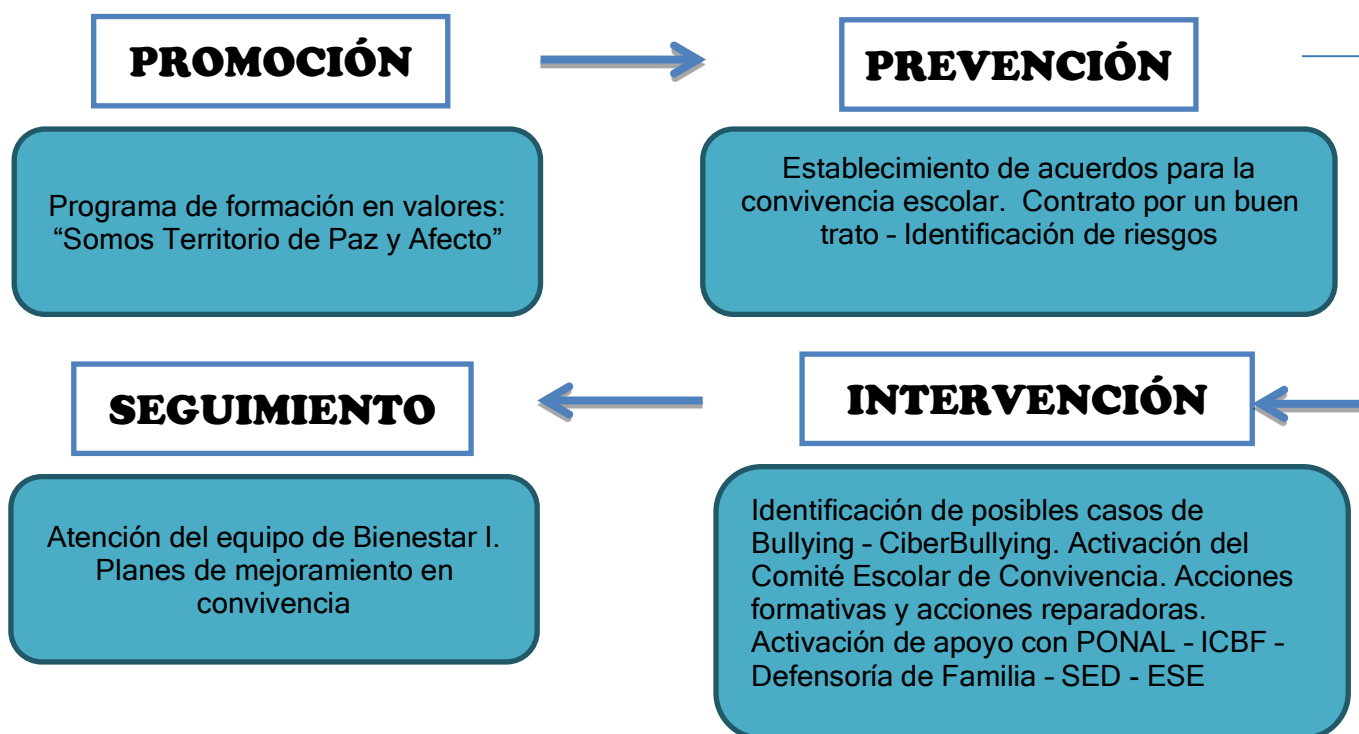 PROMOCIÓN
Programa de formación en valores:
“Somos Territorio de Paz y Afecto”
PREVENCIÓN
Establecimiento de acuerdos para la
convivencia escolar.  Contrato por un buen
trato – Identificación de riesgos
INTERVENCIÓN
Identificación de posibles casos de
Bullying – CiberBullying. Activación del
Comité Escolar de Convivencia. Acciones
formativas y acciones reparadoras.
Activación de apoyo con PONAL – ICBF –
Defensoría de Familia – SED - ESE
SEGUIMIENTO
Atención del equipo de Bienestar I.
Planes de mejoramiento en
convivencia